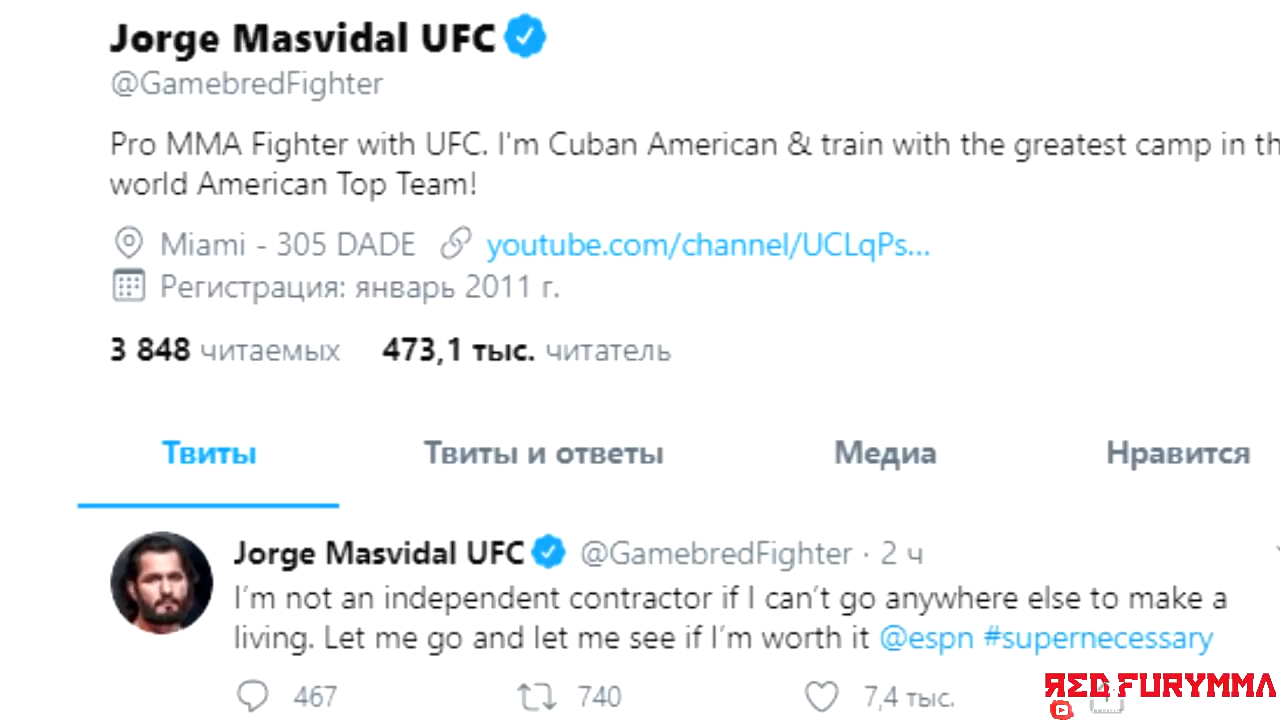 Jorge Masvidal UFC
@GamebredFighter
Pro MMA Fighter with UFC. I'm Cuban American & train with the greatest camp in th
world American Top Team!
Miami - 305 DADE youtube.com/channel/UCLqPs...
Регистрация: январь 2011 г.
3 848 читаемых 473,1 тыс. читатель
Твиты Твиты и ответы Медиа Нравится
Jorge Masvidal UFC @GamebredFighter · 2 ч
I'm not an independent contractor if I can't go anywhere else to make a
living. Let me go and let me see if I'm worth it @espn #supernecessary
467 740 7,4 тыс.
ЯED FURYMMA